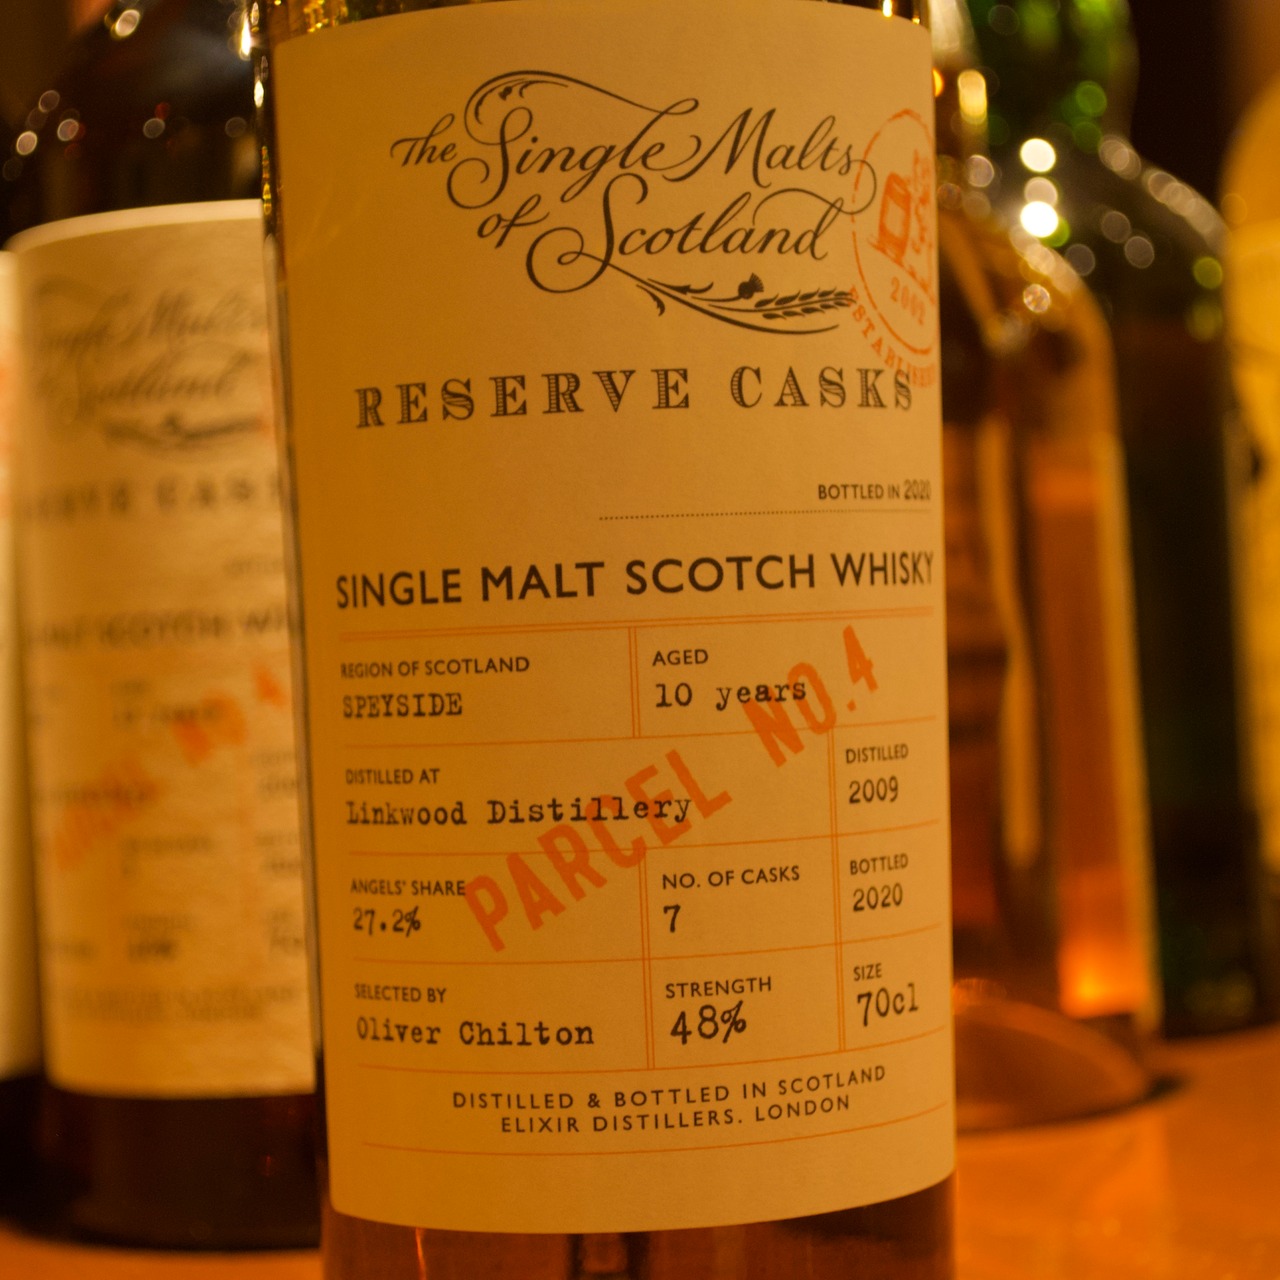 The Single Malts
of Scotland
2002
ESTABLISHED
RESERVE CASKS
BOTTLED IN 2020
SINGLE MALT SCOTCH WHISKY
REGION OF SCOTLAND
SPEYSIDE
AGED
10 years
PARCEL NO.4
DISTILLED AT
Linkwood Distillery
DISTILLED
2009
ANGELS' SHARE
27.2%
NO. OF CASKS
7
BOTTLED
2020
SELECTED BY
Oliver Chilton
STRENGTH
48%
SIZE
70cl
DISTILLED & BOTTLED IN SCOTLAND
ELIXIR DISTILLERS. LONDON